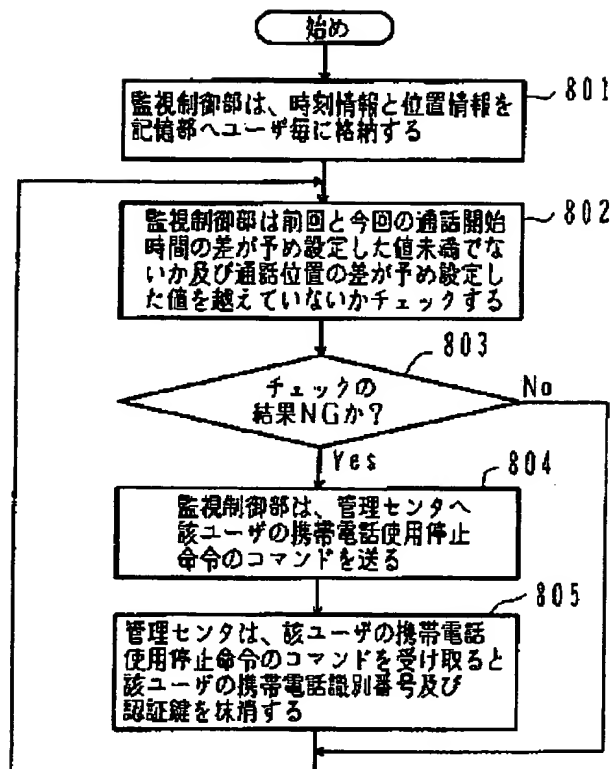 始め
801
監視制御部は、時刻情報と位置情報を
記憶部へユーザ毎に格納する
802
監視制御部は前回と今回の通話開始
時間の差が予め設定した値未満でな
いか及び通話位置の差が予め設定し
た値を越えていないかチェックする
803
チェックの
結果NGか?
No
Yes
804
監視制御部は、管理センタへ
該ユーザの携帯電話使用停止
命令のコマンドを送る
805
管理センタは、該ユーザの携帯電話
使用停止命令のコマンドを受け取ると
該ユーザの携帯電話識別番号及び
認証鍵を抹消する